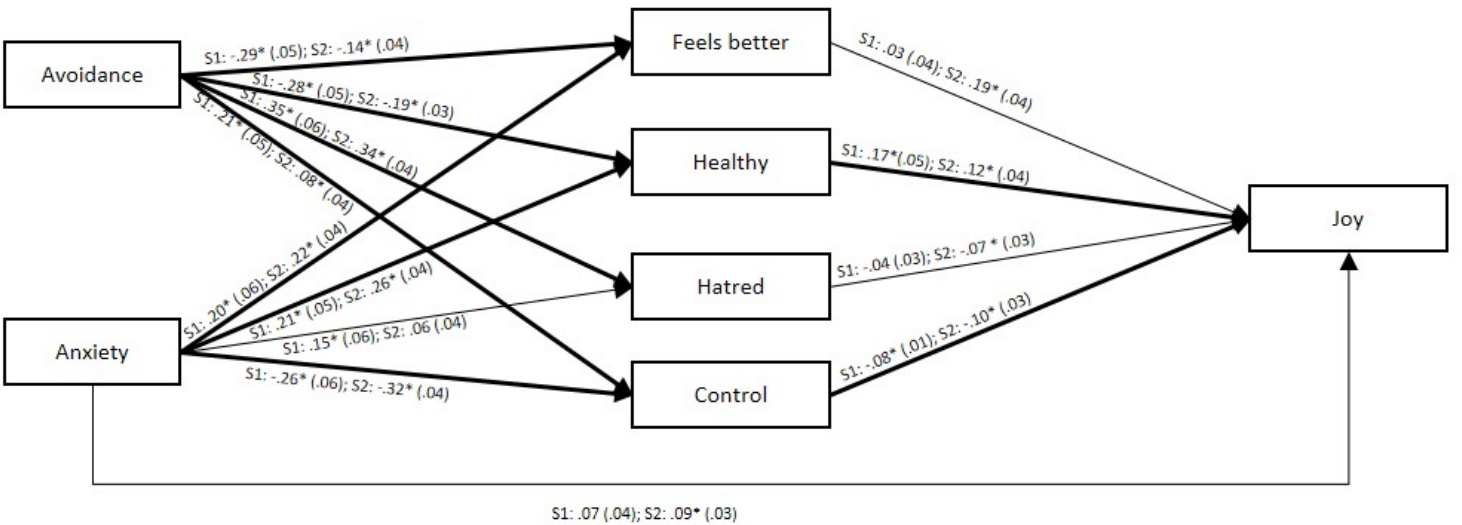 Avoidance
Anxiety
Feels better
Healthy
Hatred
Control
Joy
S1: -.29* (.05); S2: -.14* (.04)
S1: -.28* (.05); S2: -.19* (.03)
S1: .35* (.06); S2: .34* (.04)
S1: .21* (.05); S2: .08* (.04)
S1: .20* (.06); S2: .22* (.04)
S1: .21* (.05); S2: .26* (.04)
S1: .15* (.06); S2: .06 (.04)
S1: -.26* (.06); S2: -.32* (.04)
S1: .03 (.04); S2: .19* (.04)
S1: .17*(.05); S2: .12* (.04)
S1: -.04 (.03); S2: -.07 * (.03)
S1: -.08* (.01); S2: -.10* (.03)
S1: .07 (.04); S2: .09* (.03)